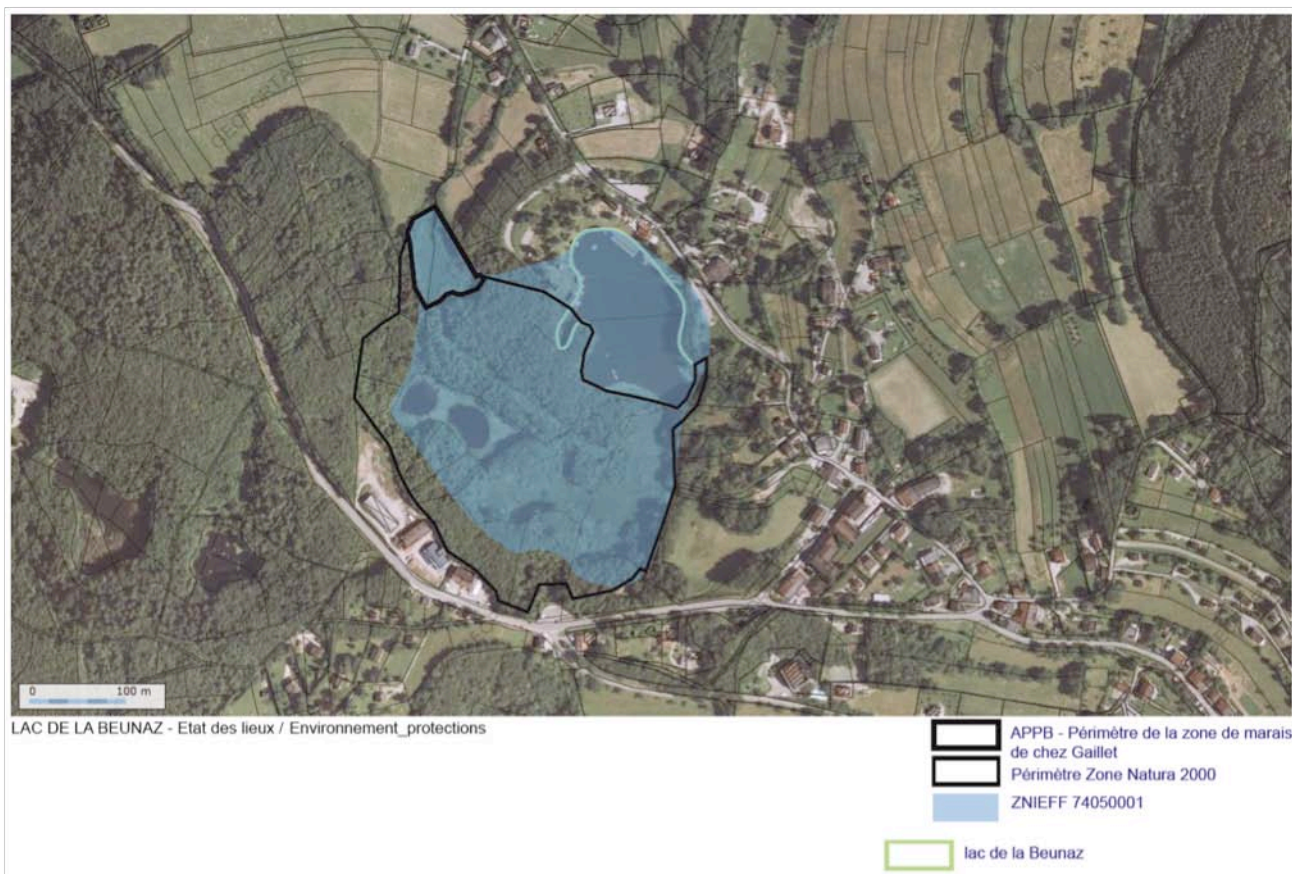 0 100 m
LAC DE LA BEUNAZ - Etat des lieux / Environnement_protections
APPB - Périmètre de la zone de marais
de chez Gaillet
Périmètre Zone Natura 2000
ZNIEFF 74050001
lac de la Beunaz